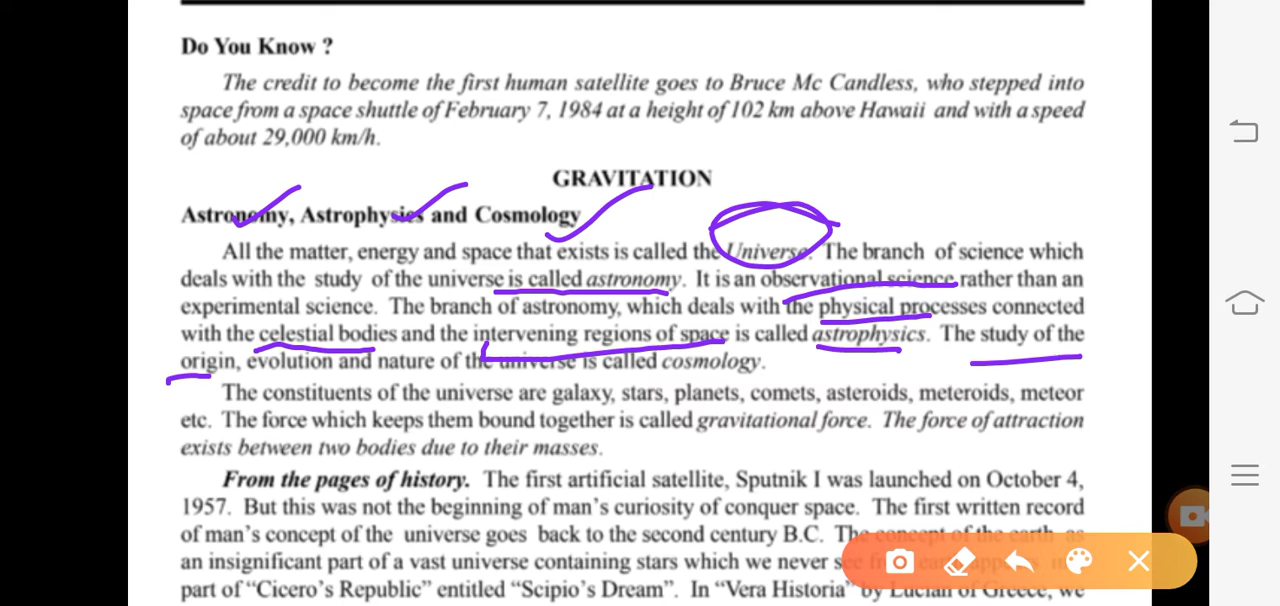 Do You Know ?
The credit to become the first human satellite goes to Bruce Mc Candless, who stepped into
space from a space shuttle of February 7, 1984 at a height of 102 km above Hawaii and with a speed
of about 29,000 km/h.
GRAVITATION
Astronomy, Astrophysics and Cosmology
All the matter, energy and space that exists is called the Universe. The branch of science which
deals with the study of the universe is called astronomy. It is an observational science rather than an
experimental science. The branch of astronomy, which deals with the physical processes connected
with the celestial bodies and the intervening regions of space is called astrophysics. The study of the
origin, evolution and nature of the universe is called cosmology.
The constituents of the universe are galaxy, stars, planets, comets, asteroids, meteroids, meteor
etc. The force which keeps them bound together is called gravitational force. The force of attraction
exists between two bodies due to their masses.
From the pages of history. The first artificial satellite, Sputnik I was launched on October 4,
1957. But this was not the beginning of man's curiosity of conquer space. The first written record
of man's concept of the universe goes back to the second century B.C. The concept of the earth as
an insignificant part of a vast universe containing stars which we never
part of "Cicero's Republic" entitled "Scipio's Dream". In "Vera Historia" by Lucian of Greece, we